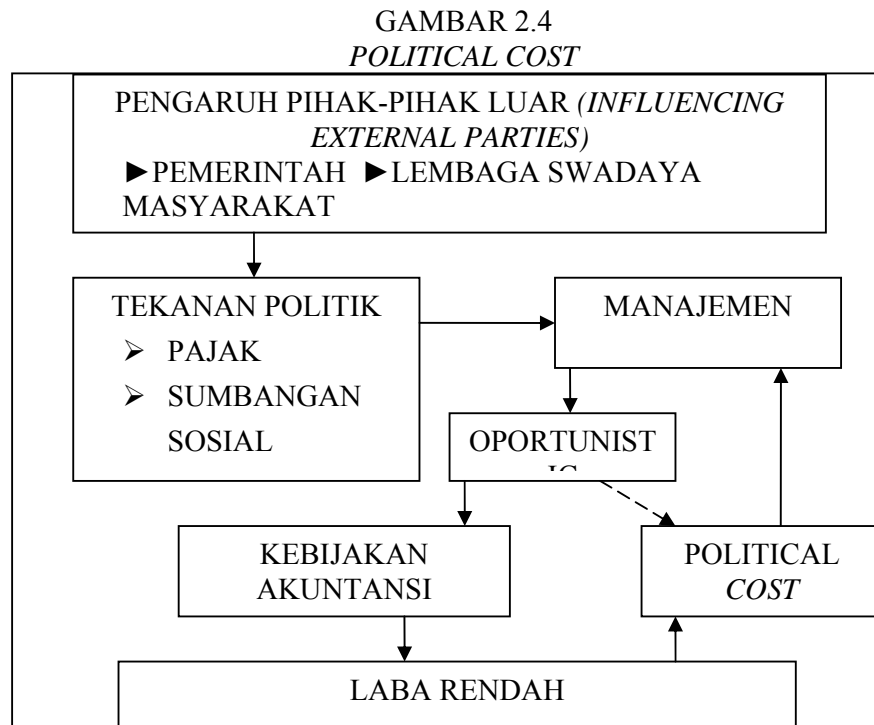 GAMBAR 2.4
POLITICAL COST
PENGARUH PIHAK-PIHAK LUAR (INFLUENCING
EXTERNAL PARTIES)
►PEMERINTAH ►LEMBAGA SWADAYA
MASYARAKAT
TEKANAN POLITIK
➢ PAJAK
➢ SUMBANGAN
SOSIAL
MANAJEMEN
OPORTUNIST
IC
KEBIJAKAN
AKUNTANSI
POLITICAL
COST
LABA RENDAH